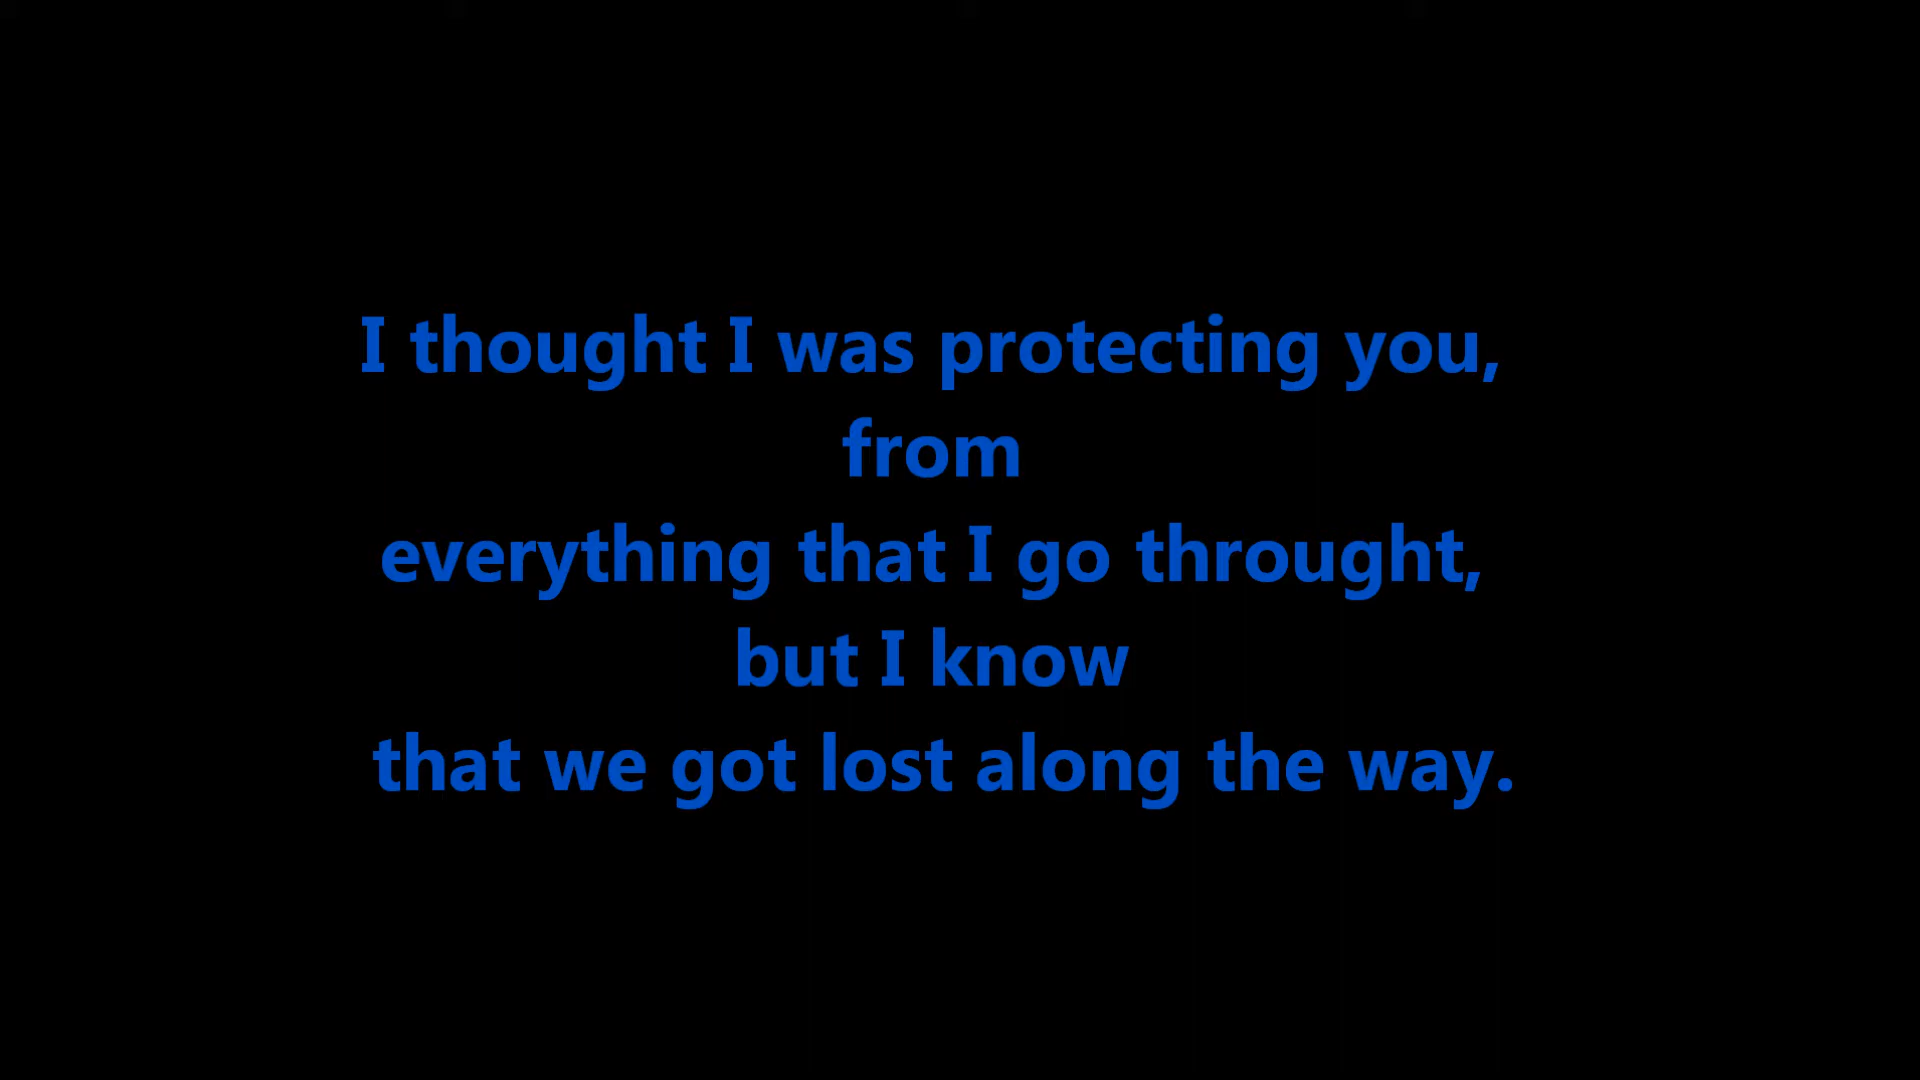 I thought I was protecting you,
from
everything that I go throught,
but I know
that we got lost along the way.